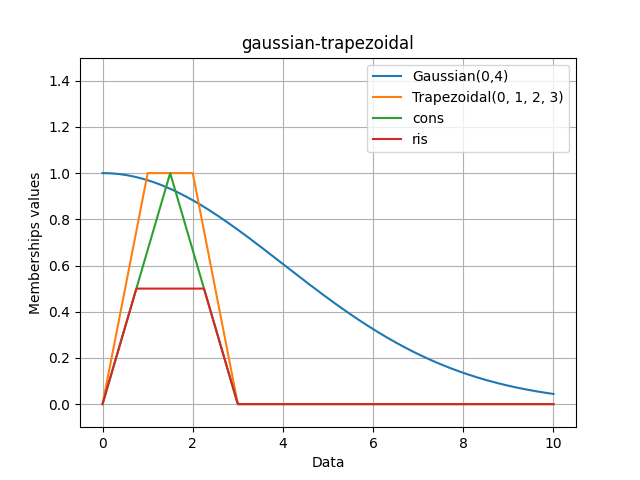 gaussian-trapezoidal
Gaussian(0,4)
Trapezoidal(0, 1, 2, 3)
cons
ris
Memberships values
1.4
1.2
1.0
0.8
0.6
0.4
0.2
0.0
0 2 4 6 8 10
Data